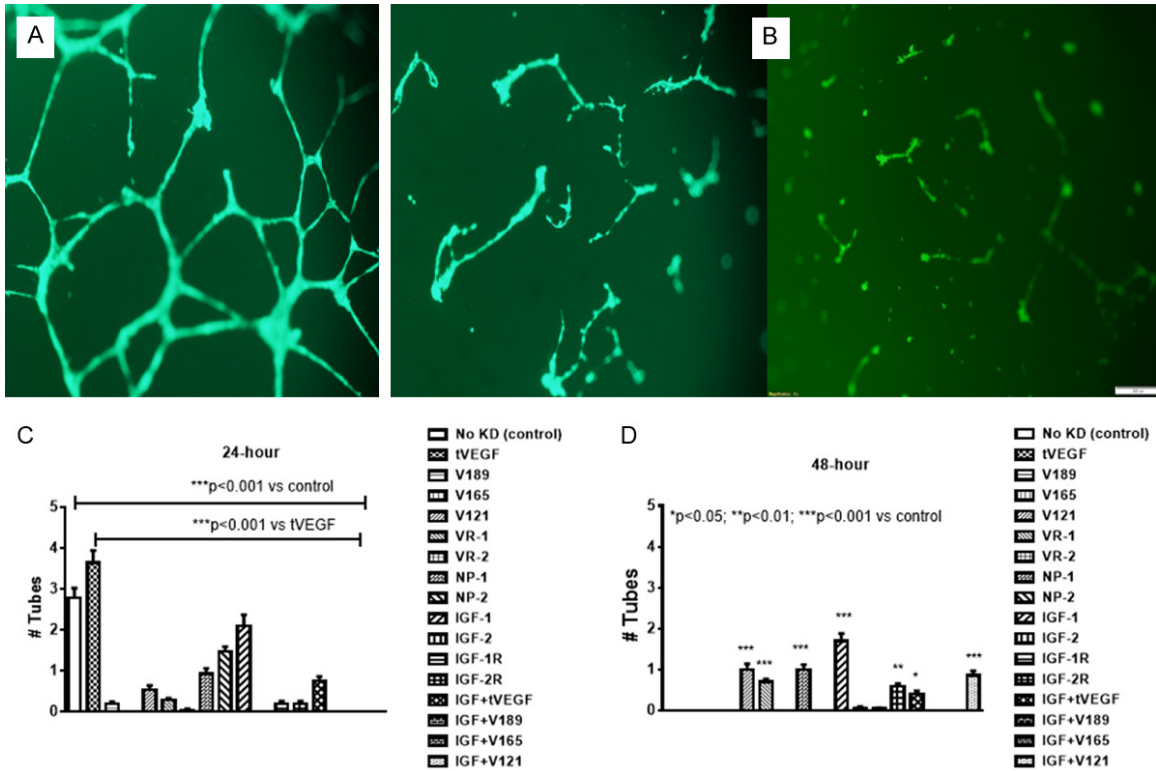 A
B
C
24-hour
***p<0.001 vs control
***p<0.001 vs tVEGF
# Tubes
5
4
3
2
1
0
No KD (control)
tVEGF
V189
V165
V121
VR-1
VR-2
NP-1
NP-2
IGF-1
IGF-2
IGF-1R
IGF-2R
IGF+tVEGF
IGF+V189
IGF+V165
IGF+V121
D
48-hour
*p<0.05; **p<0.01; ***p<0.001 vs control
# Tubes
5
4
3
2
1
0
***
***
***
***
**
*
***
No KD (control)
tVEGF
V189
V165
V121
VR-1
VR-2
NP-1
NP-2
IGF-1
IGF-2
IGF-1R
IGF-2R
IGF+tVEGF
IGF+V189
IGF+V165
IGF+V121